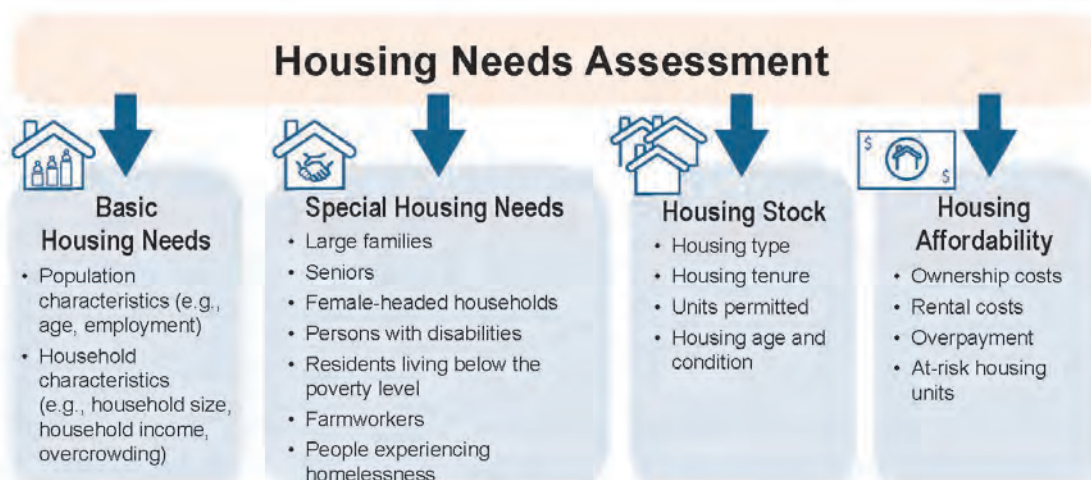 Housing Needs Assessment
Basic
Housing Needs
• Population
characteristics (e.g.,
age, employment)
• Household
characteristics
(e.g., household size,
household income,
overcrowding)
Special Housing Needs
• Large families
• Seniors
• Female-headed households
• Persons with disabilities
• Residents living below the
poverty level
• Farmworkers
• People experiencing
homelessness
Housing Stock
• Housing type
• Housing tenure
• Units permitted
• Housing age and
condition
$
$
Housing
Affordability
• Ownership costs
• Rental costs
• Overpayment
• At-risk housing
units